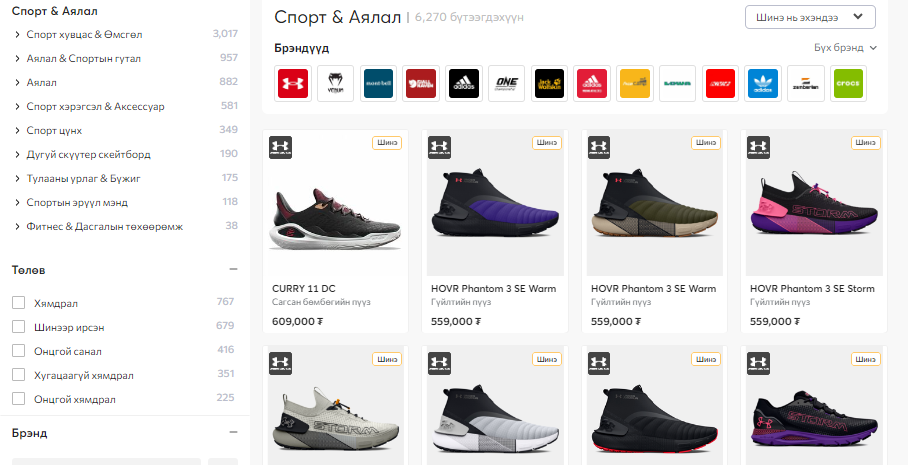 Спорт & Аялал
Спорт хувцас & Өмсгөл 3,017
Аялал & Спортын гутал 957
Аялал 882
Спорт хэрэгсэл & Аксессуар 581
Спорт цүнх 349
Дугуй скүүтер скейтборд 190
Тулааны урлаг & Бүжиг 175
Спортын эрүүл мэнд 118
Фитнес & Дасгалын төхөөрөмж 38
Төлөв
Хямдрал 767
Шинээр ирсэн 679
Онцгой санал 416
Хугацаагүй хямдрал 351
Онцгой хямдрал 225
Брэнд
Спорт & Аялал | 6,270 бүтээгдэхүүн
Шинэ нь эхэндээ
Брэндүүд
Бүх брэнд
VENUM
montbell
adidas
ONE
Jack Wolfskin
adidas
LOWA
adidas
zamberlan
crocs
Шинэ
Шинэ
Шинэ
Шинэ
STORM
CURRY 11 DC
Сагсан бөмбөгийн пүүз
609,000 ₮
HOVR Phantom 3 SE Warm
Гүйлтийн пүүз
559,000 ₮
HOVR Phantom 3 SE Warm
Гүйлтийн пүүз
559,000 ₮
HOVR Phantom 3 SE Storm
Гүйлтийн пүүз
559,000 ₮
Шинэ
Шинэ
Шинэ
Шинэ
STORM
STORM